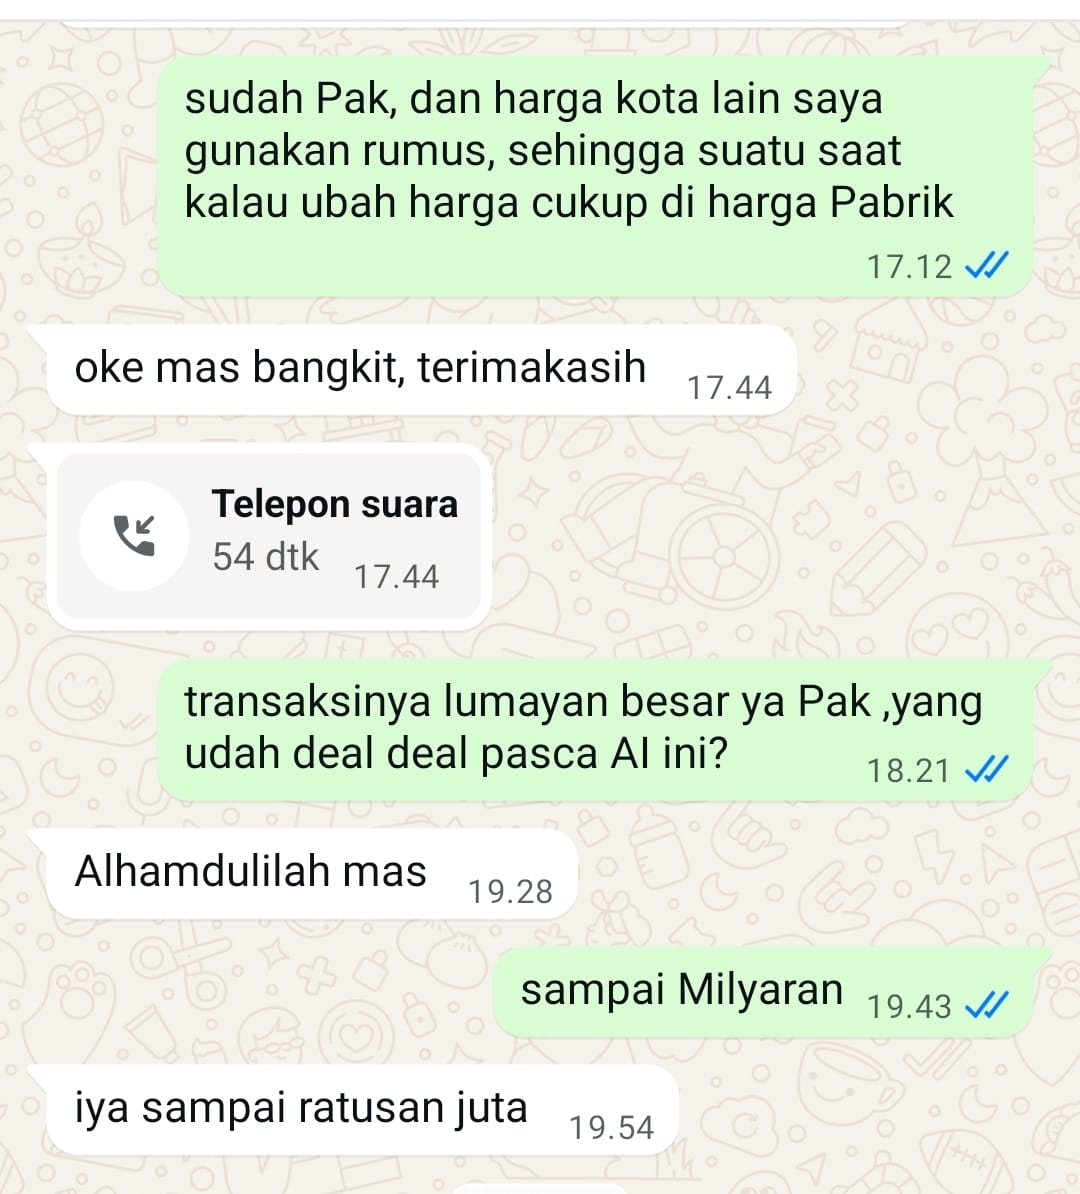 sudah Pak, dan harga kota lain saya
gunakan rumus, sehingga suatu saat
kalau ubah harga cukup di harga Pabrik
17.12
oke mas bangkit, terimakasih 17.44
Telepon suara
54 dtk 17.44
transaksinya lumayan besar ya Pak ,yang
udah deal deal pasca AI ini? 18.21
Alhamdulilah mas 19.28
sampai Milyaran 19.43
iya sampai ratusan juta 19.54